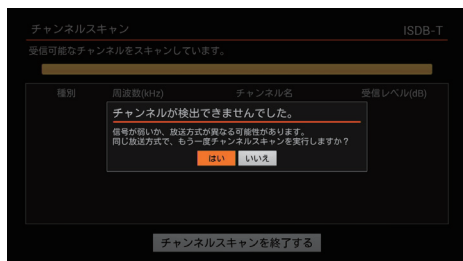 チャンネルスキャン ISDB-T
受信可能なチャンネルをスキャンしています。
種別 周波数(kHz) チャンネル名 受信レベル(dB)
チャンネルが検出できませんでした。
信号が弱いか、放送方式が異なる可能性があります。
同じ放送方式で、もう一度チャンネルスキャンを実行しますか？
はい いいえ
チャンネルスキャンを終了する